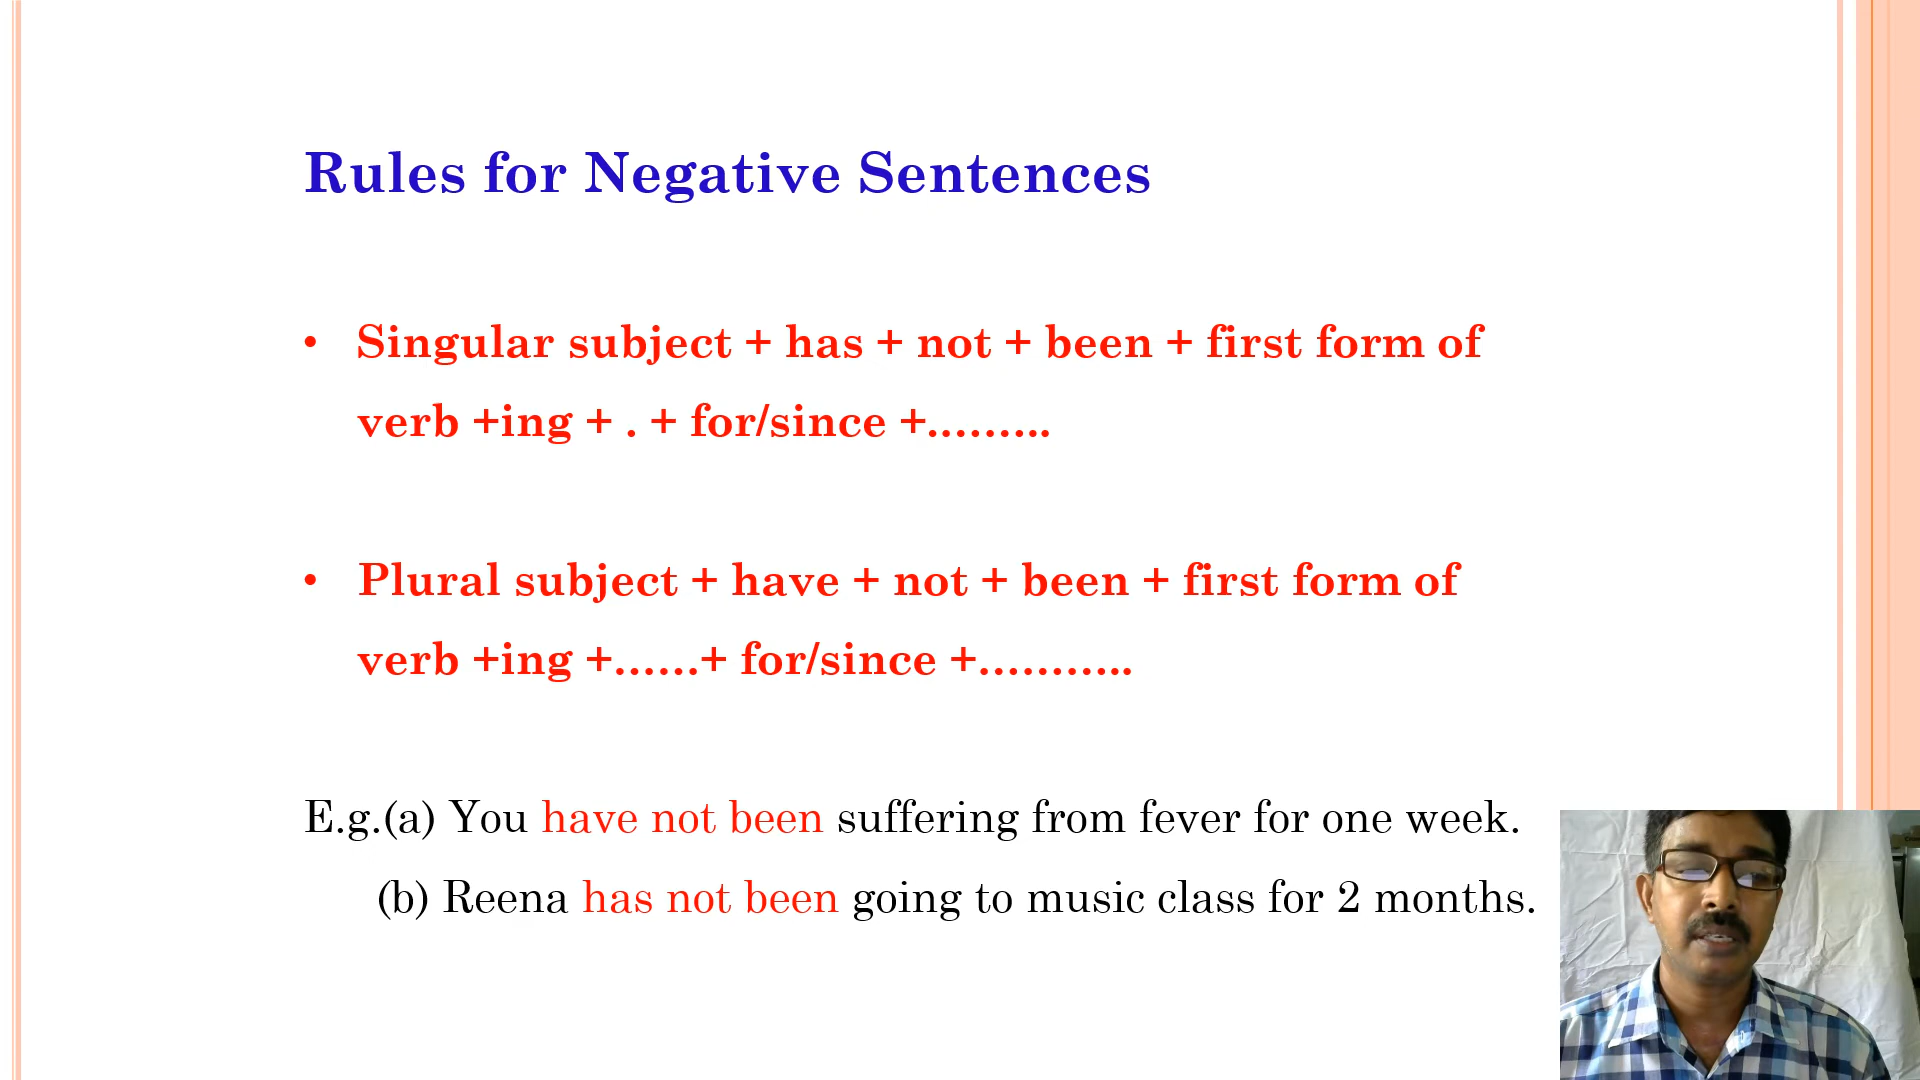 Rules for Negative Sentences
• Singular subject + has + not + been + first form of
verb +ing + . + for/since +.........
• Plural subject + have + not + been + first form of
verb +ing +......+ for/since +...........
E.g.(a) You have not been suffering from fever for one week.
(b) Reena has not been going to music class for 2 months.